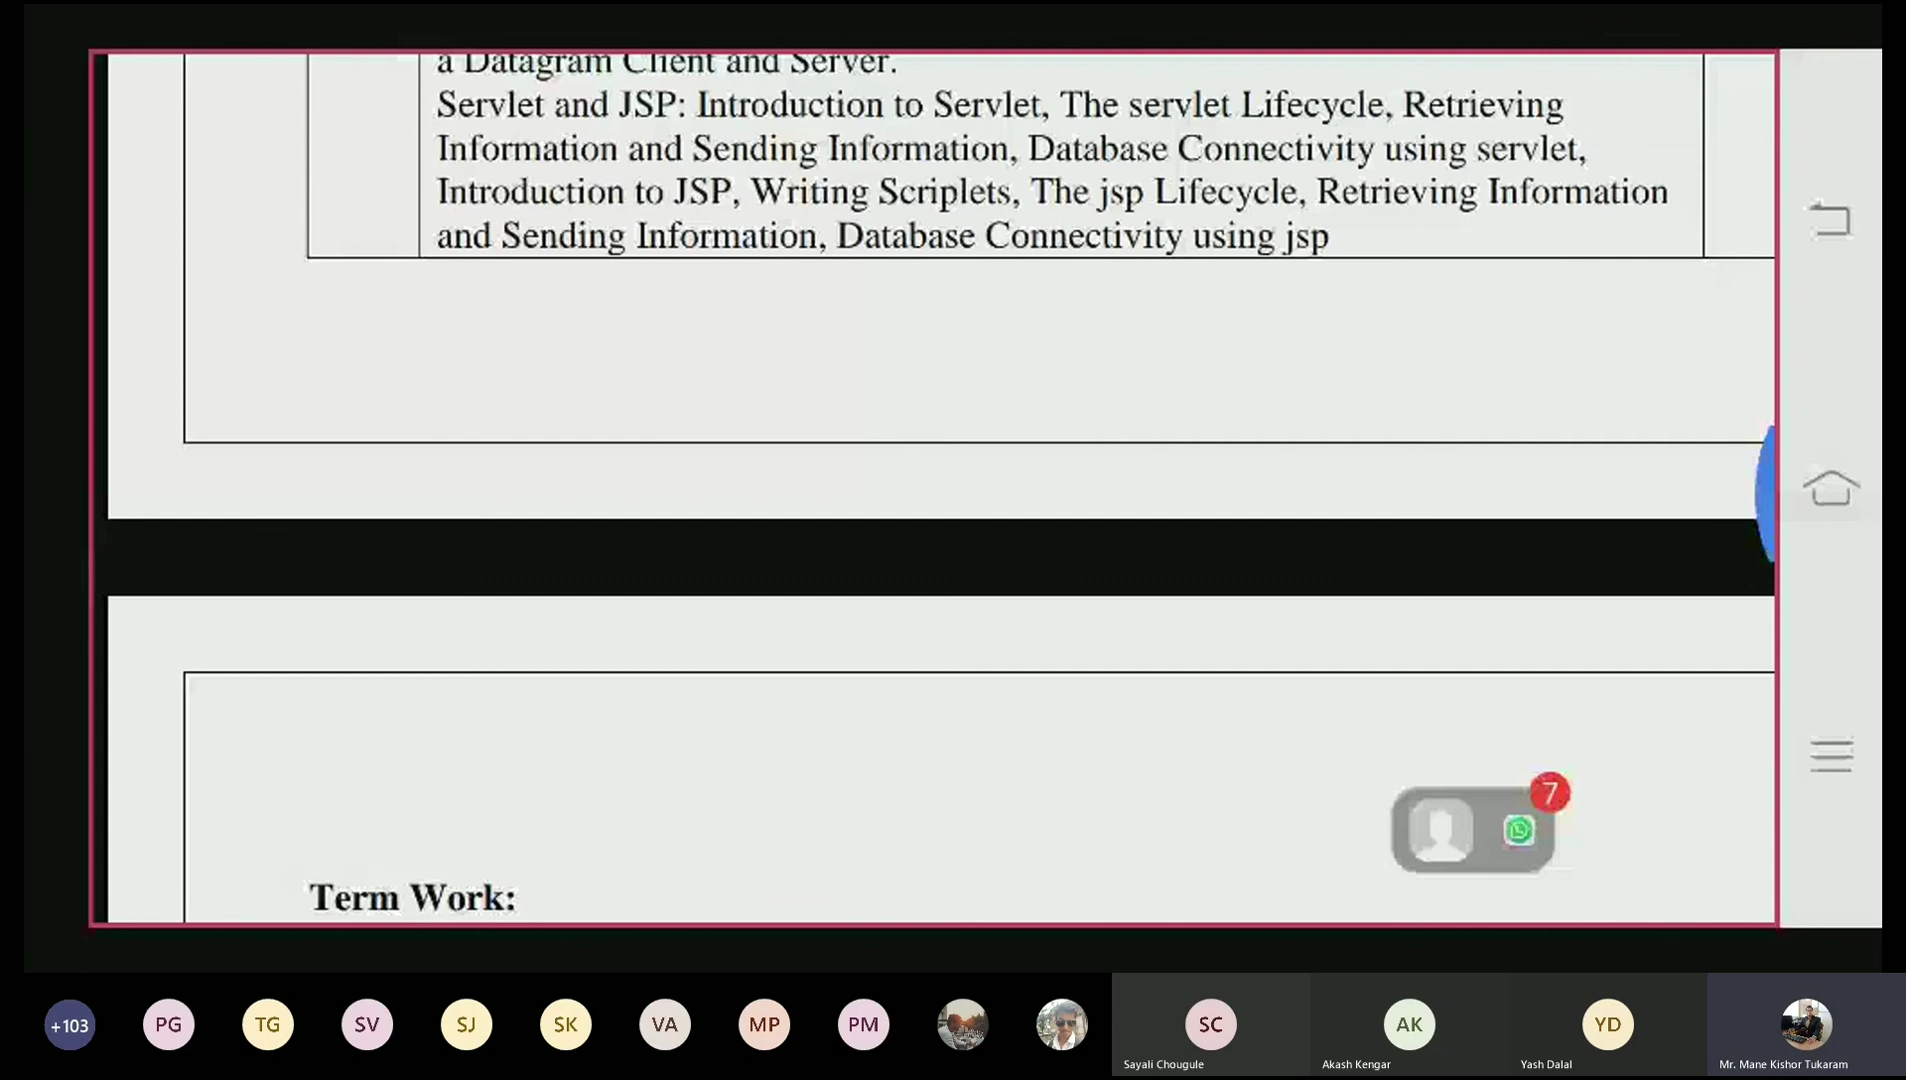 a Datagram Client and Server.
Servlet and JSP: Introduction to Servlet, The servlet Lifecycle, Retrieving
Information and Sending Information, Database Connectivity using servlet,
Introduction to JSP, Writing Scriplets, The jsp Lifecycle, Retrieving Information
and Sending Information, Database Connectivity using jsp
7
Term Work:
+103
PG
TG
SV
SJ
SK
VA
MP
PM
SC
AK
YD
Sayali Chougule
Akash Kengar
Yash Dalal
Mr. Mane Kishor Tukaram